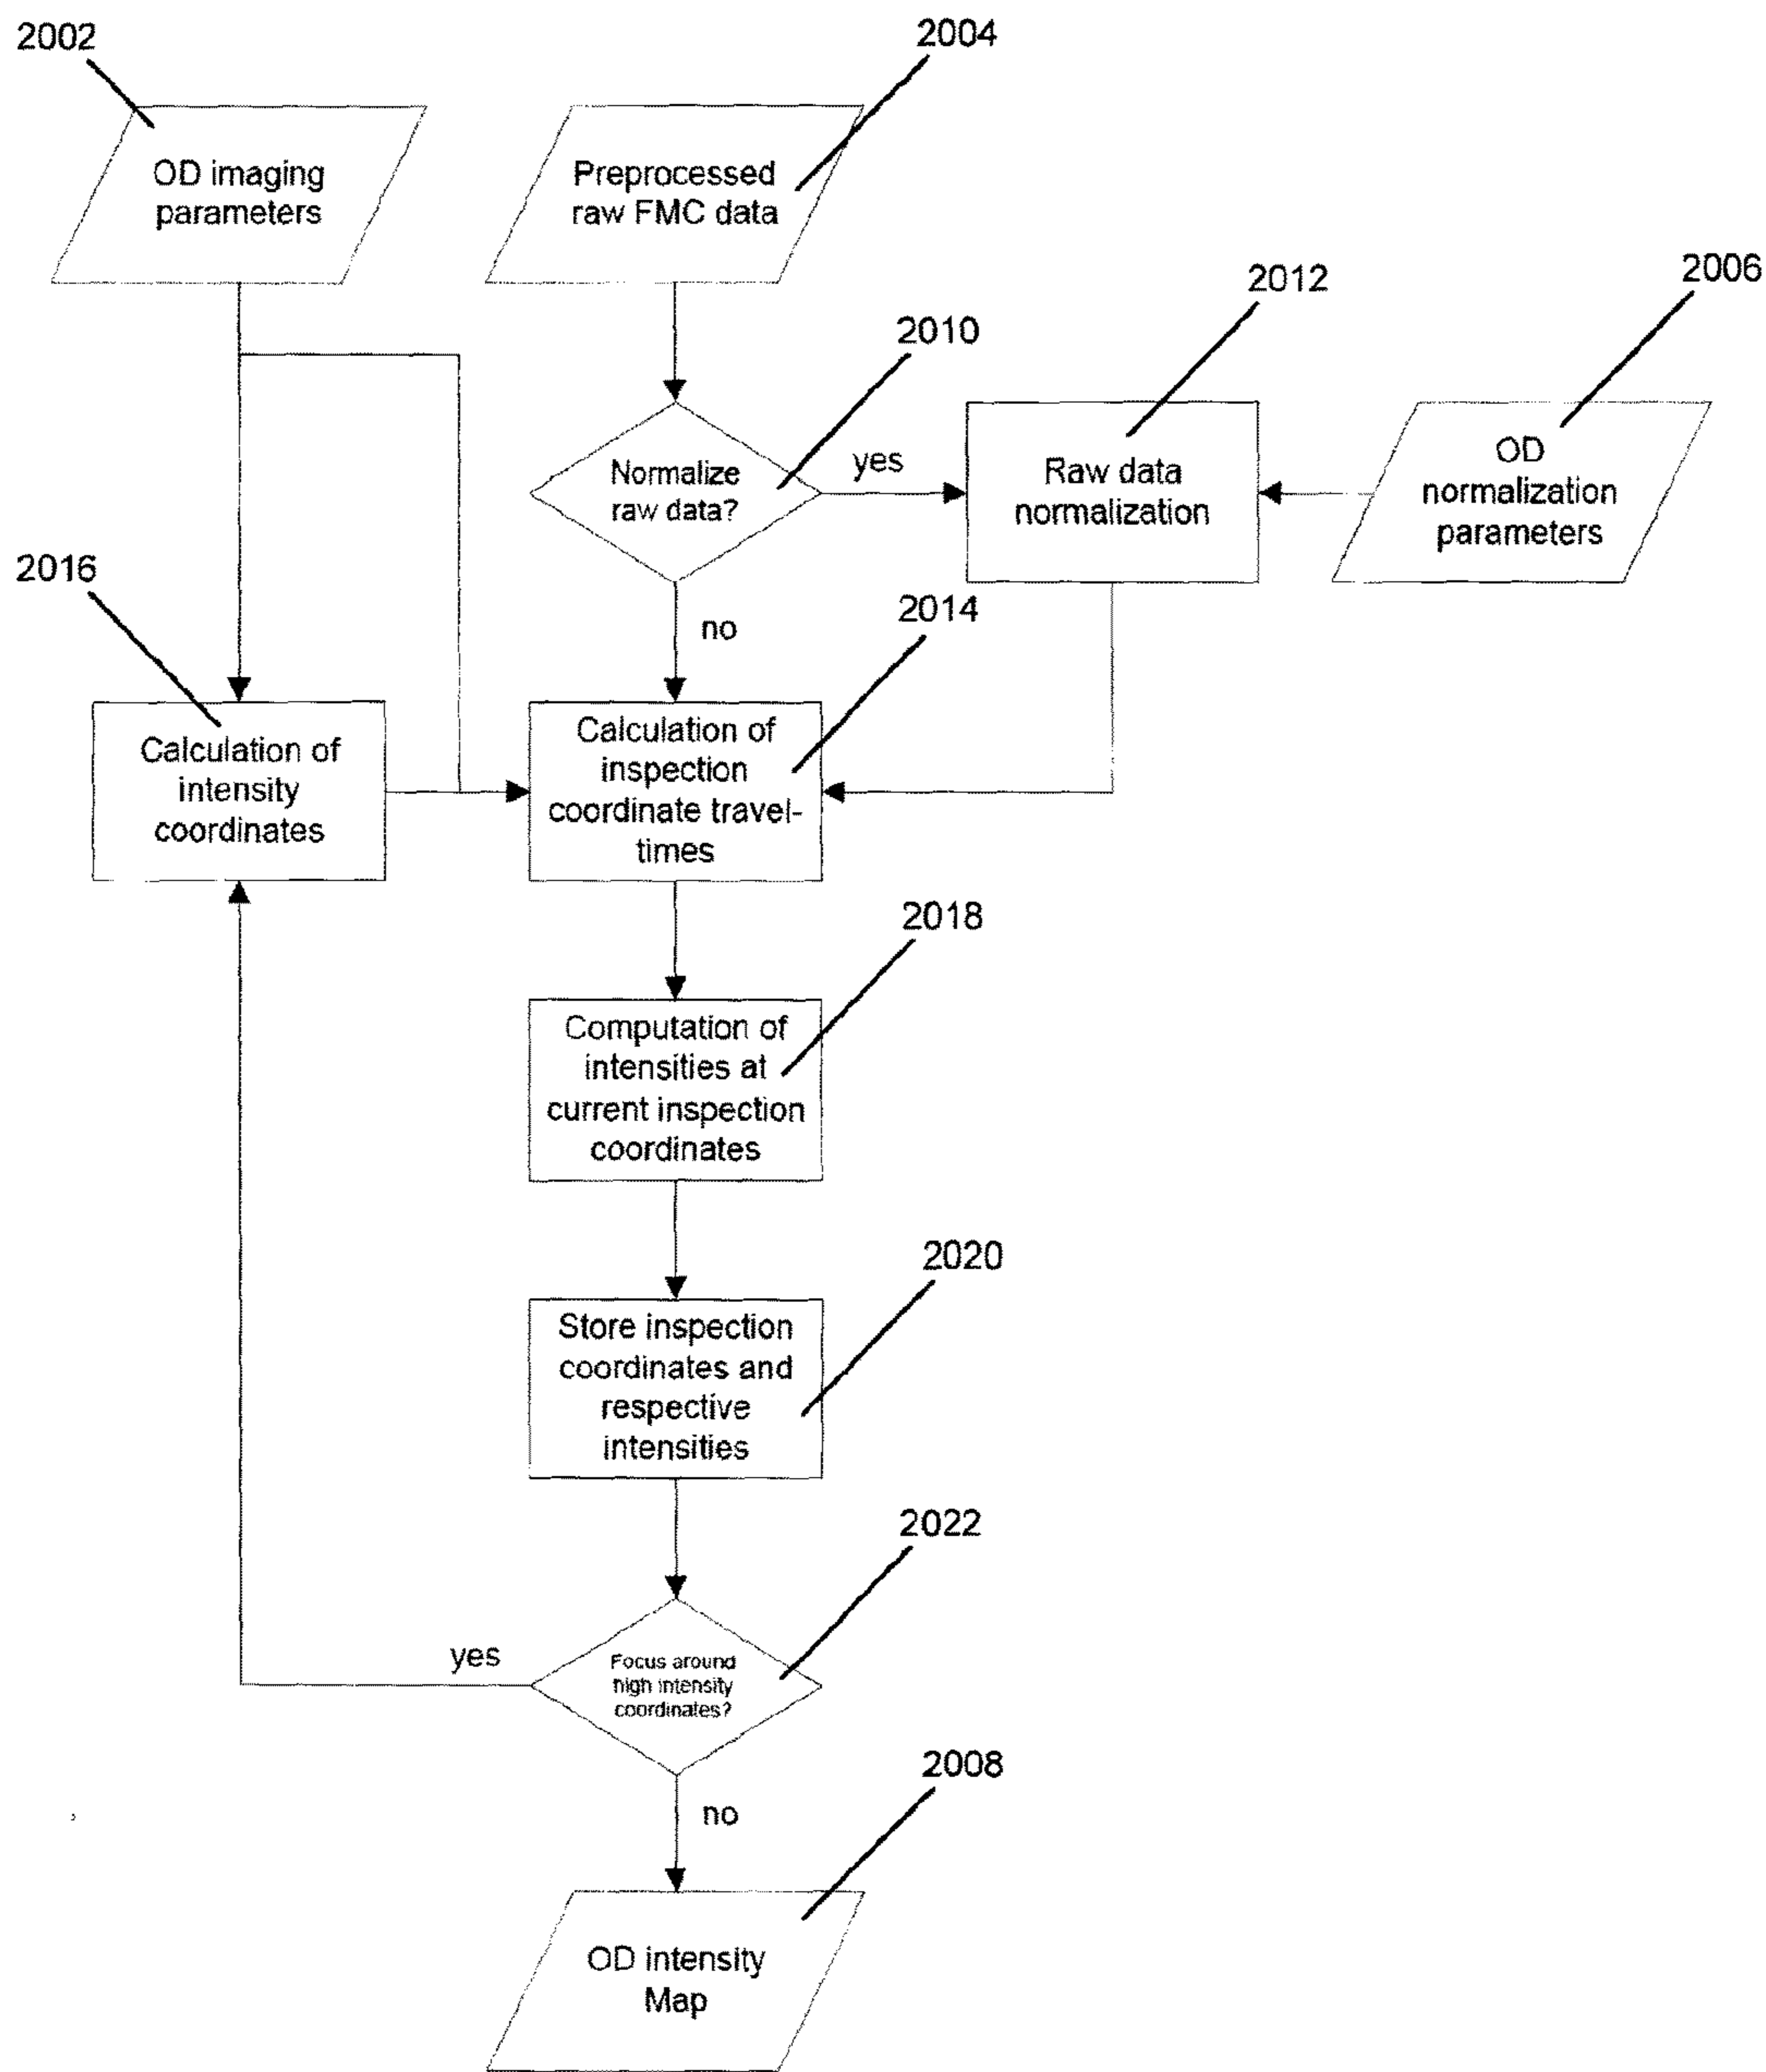 2002
2004
OD imaging
parameters
Preprocessed
raw FMC data
2012
2006
2010
Normalize
raw data?
yes
Raw data
normalization
OD
normalization
parameters
2016
no
2014
Calculation of
intensity
coordinates
Calculation of
inspection
coordinate travel-
times
2018
Computation of
intensities at
current inspection
coordinates
2020
Store inspection
coordinates and
respective
intensities
2022
yes
Focus around
high intensity
coordinates?
2008
no
OD intensity
Map